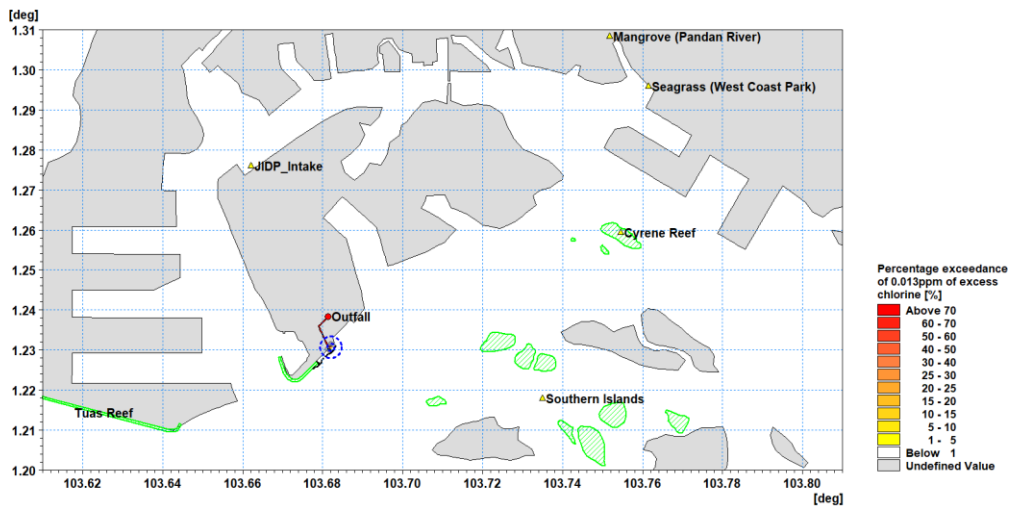 [deg]
1.31
1.30
1.29
1.28
1.27
1.26
1.25
1.24
1.23
1.22
1.21
1.20
Mangrove (Pandan River)
Seagrass (West Coast Park)
JIDP_Intake
Cyrene Reef
Outfall
Southern Islands
Tuas Reef
103.62 103.64 103.66 103.68 103.70 103.72 103.74 103.76 103.78 103.80
[deg]
Percentage exceedance
of 0.013ppm of excess
chlorine [%]
Above 70
60 - 70
50 - 60
40 - 50
30 - 40
25 - 30
20 - 25
15 - 20
10 - 15
5 - 10
1 - 5
Below 1
Undefined Value